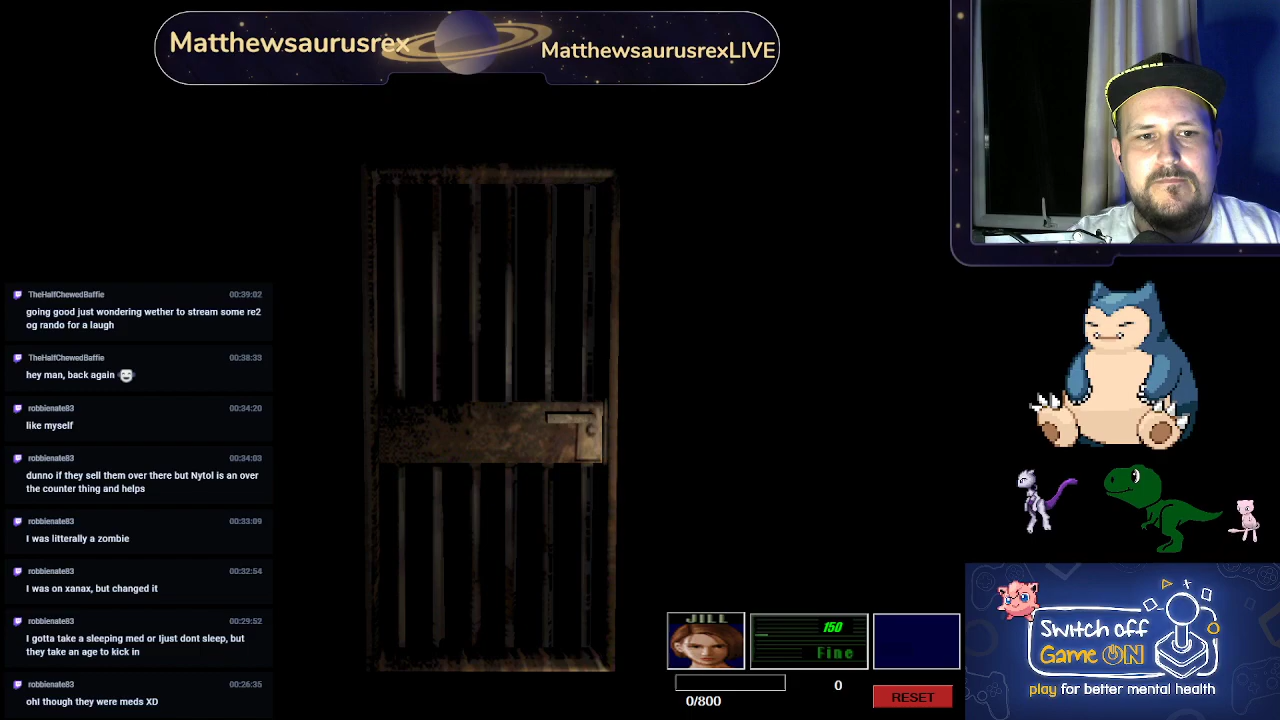 Matthewsaurusrex
MatthewsaurusrexLIVE
TheHalfChewedBaffie 00:39:02
going good just wondering wether to stream some re2
og rando for a laugh
TheHalfChewedBaffie 00:38:33
hey man, back again
robbienate83 00:34:20
like myself
robbienate83 00:34:03
dunno if they sell them over there but Nytol is an over
the counter thing and helps
robbienate83 00:33:09
I was litterally a zombie
robbienate83 00:32:54
I was on xanax, but changed it
robbienate83 00:29:52
I gotta take a sleeping med or Ijust dont sleep, but
they take an age to kick in
robbienate83 00:26:35
ohI though they were meds XD
JILL
150
Fine
0
0/800
RESET
Switch off
Game ON
play for better mental health